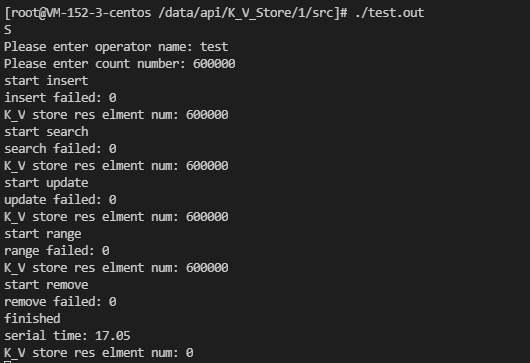 [root@VM-152-3-centos /data/api/K_V_Store/1/src]# ./test.out
S
Please enter operator name: test
Please enter count number: 600000
start insert
insert failed: 0
K_V store res elment num: 600000
start search
search failed: 0
K_V store res elment num: 600000
start update
update failed: 0
K_V store res elment num: 600000
start range
range failed: 0
K_V store res elment num: 600000
start remove
remove failed: 0
finished
serial time: 17.05
K_V store res elment num: 0